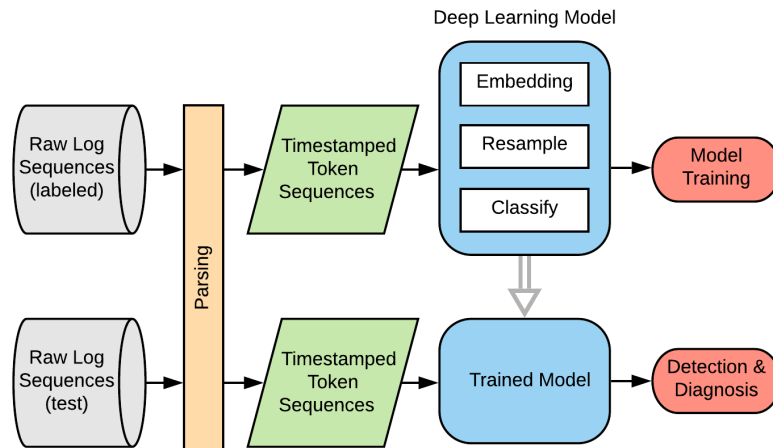 Deep Learning Model
Raw Log
Sequences
(labeled)
Parsing
Timestamped
Token
Sequences
Embedding
Resample
Classify
Model
Training
Raw Log
Sequences
(test)
Timestamped
Token
Sequences
Trained Model
Detection &
Diagnosis